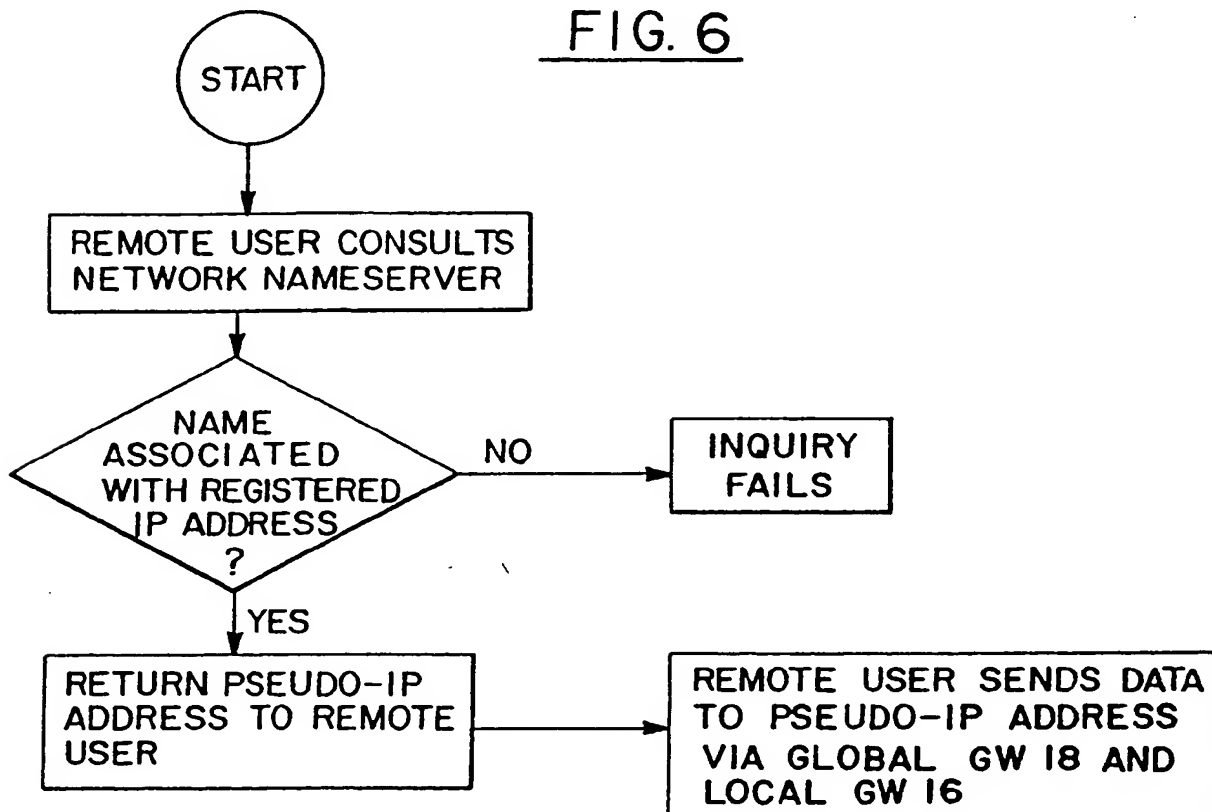 FIG. 6
START
REMOTE USER CONSULTS
NETWORK NAMESERVER
NAME
ASSOCIATED
WITH REGISTERED
IP ADDRESS
?
NO
INQUIRY
FAILS
YES
RETURN PSEUDO-IP
ADDRESS TO REMOTE
USER
REMOTE USER SENDS DATA
TO PSEUDO-IP ADDRESS
VIA GLOBAL GW 18 AND
LOCAL GW 16